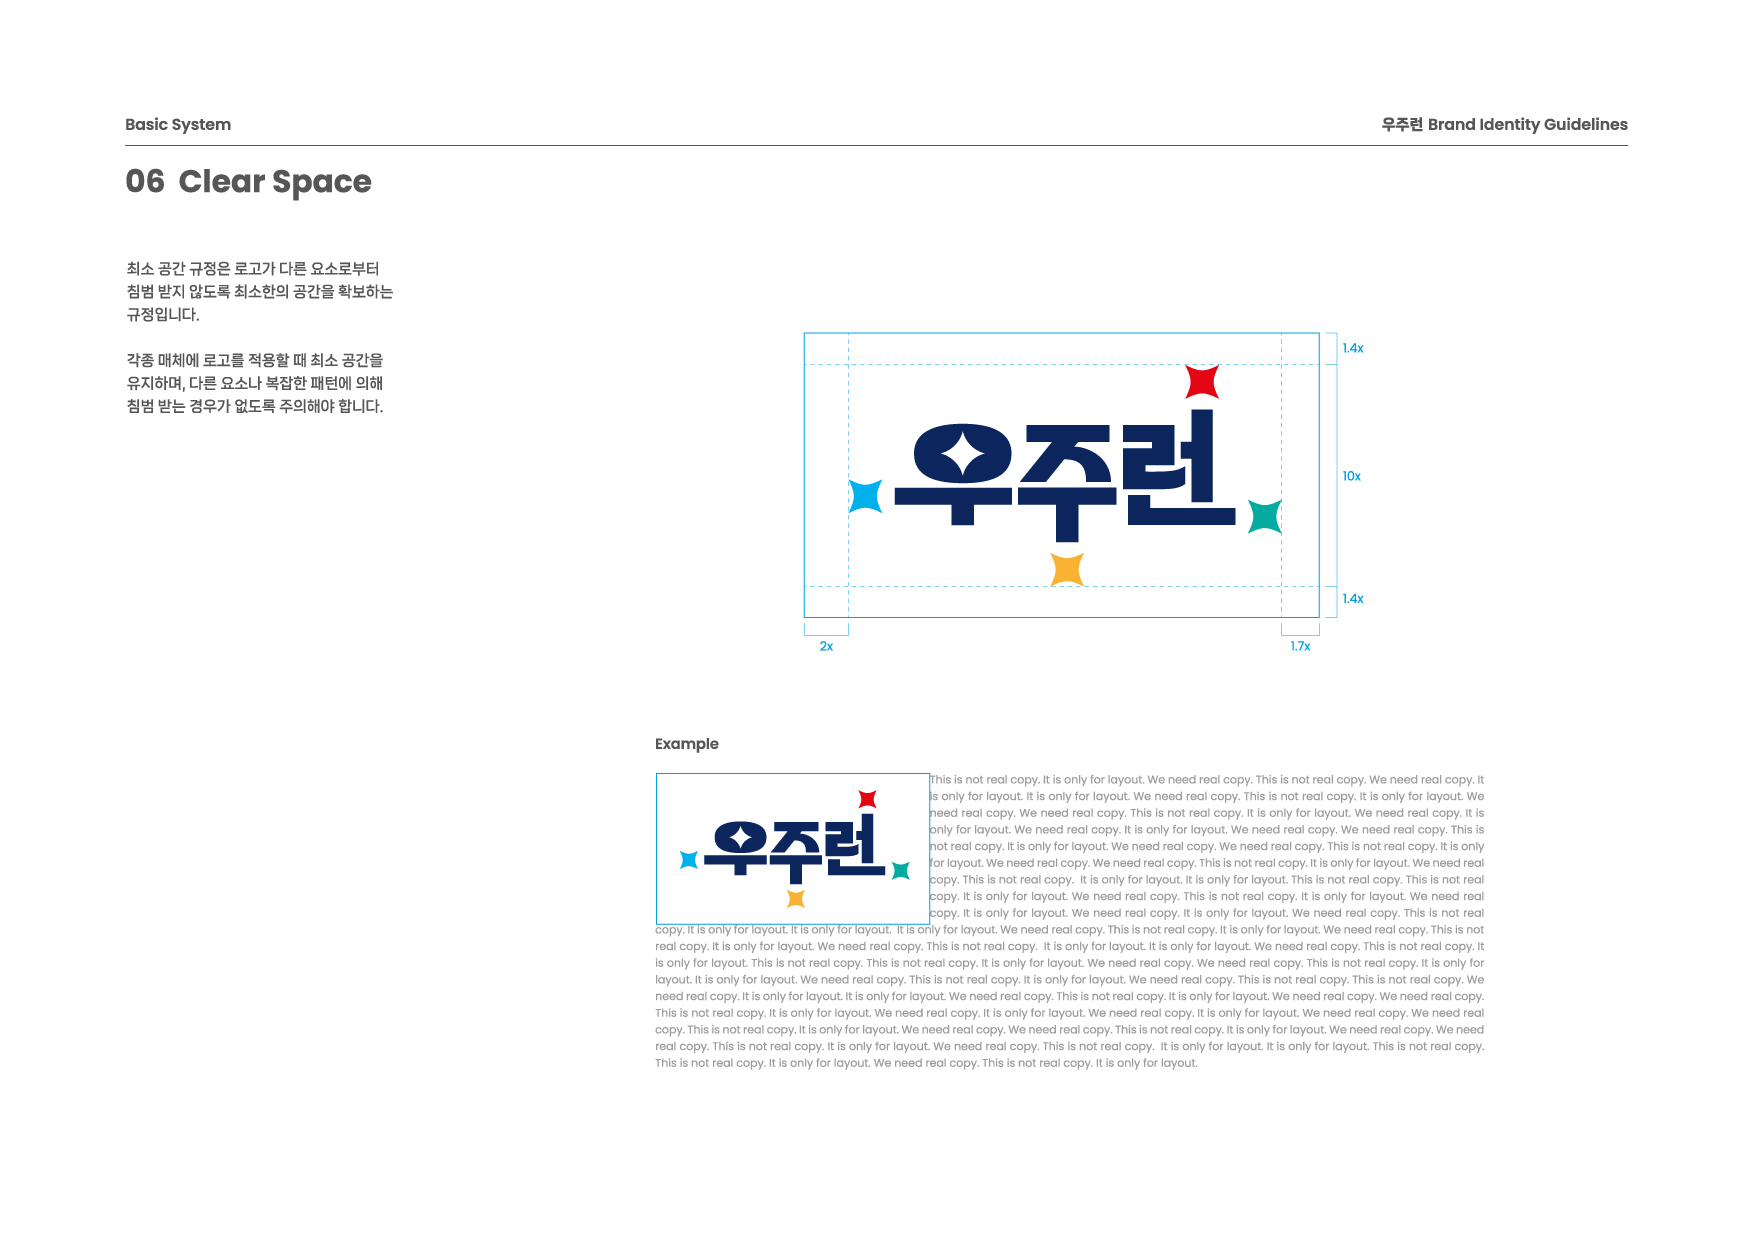 Basic System
우주런 Brand Identity Guidelines
06 Clear Space
최소 공간 규정은 로고가 다른 요소로부터
침범 받지 않도록 최소한의 공간을 확보하는
규정입니다.
각종 매체에 로고를 적용할 때 최소 공간을
유지하며, 다른 요소나 복잡한 패턴에 의해
침범 받는 경우가 없도록 주의해야 합니다.
1.4x
우주런
10x
1.4x
2x
1.7x
Example
우주런
This is not real copy. It is only for layout. We need real copy. This is not real copy. We need real copy. It
is only for layout. It is only for layout. We need real copy. This is not real copy. It is only for layout. We
need real copy. We need real copy. This is not real copy. It is only for layout. We need real copy. It is
only for layout. We need real copy. It is only for layout. We need real copy. We need real copy. This is
not real copy. It is only for layout. We need real copy. We need real copy. This is not real copy. It is only
for layout. We need real copy. We need real copy. This is not real copy. It is only for layout. We need real
copy. This is not real copy.  It is only for layout. It is only for layout. This is not real copy. This is not real
copy. It is only for layout. We need real copy. This is not real copy. It is only for layout. We need real
copy. It is only for layout. We need real copy. It is only for layout. We need real copy. This is not real
copy. It is only for layout. It is only for layout.  It is only for layout. We need real copy. This is not real copy. It is only for layout. We need real copy. This is not
real copy. It is only for layout. We need real copy. This is not real copy.  It is only for layout. It is only for layout. We need real copy. This is not real copy. It
is only for layout. This is not real copy. This is not real copy. It is only for layout. We need real copy. We need real copy. This is not real copy. It is only for
layout. It is only for layout. We need real copy. This is not real copy. It is only for layout. We need real copy. This is not real copy. This is not real copy. We
need real copy. It is only for layout. It is only for layout. We need real copy. This is not real copy. It is only for layout. We need real copy. We need real copy.
This is not real copy. It is only for layout. We need real copy. It is only for layout. We need real copy. It is only for layout. We need real copy. We need real
copy. This is not real copy. It is only for layout. We need real copy. We need real copy. This is not real copy. It is only for layout. We need real copy. We need
real copy. This is not real copy. It is only for layout. We need real copy. This is not real copy.  It is only for layout. It is only for layout. This is not real copy.
This is not real copy. It is only for layout. We need real copy. This is not real copy. It is only for layout.